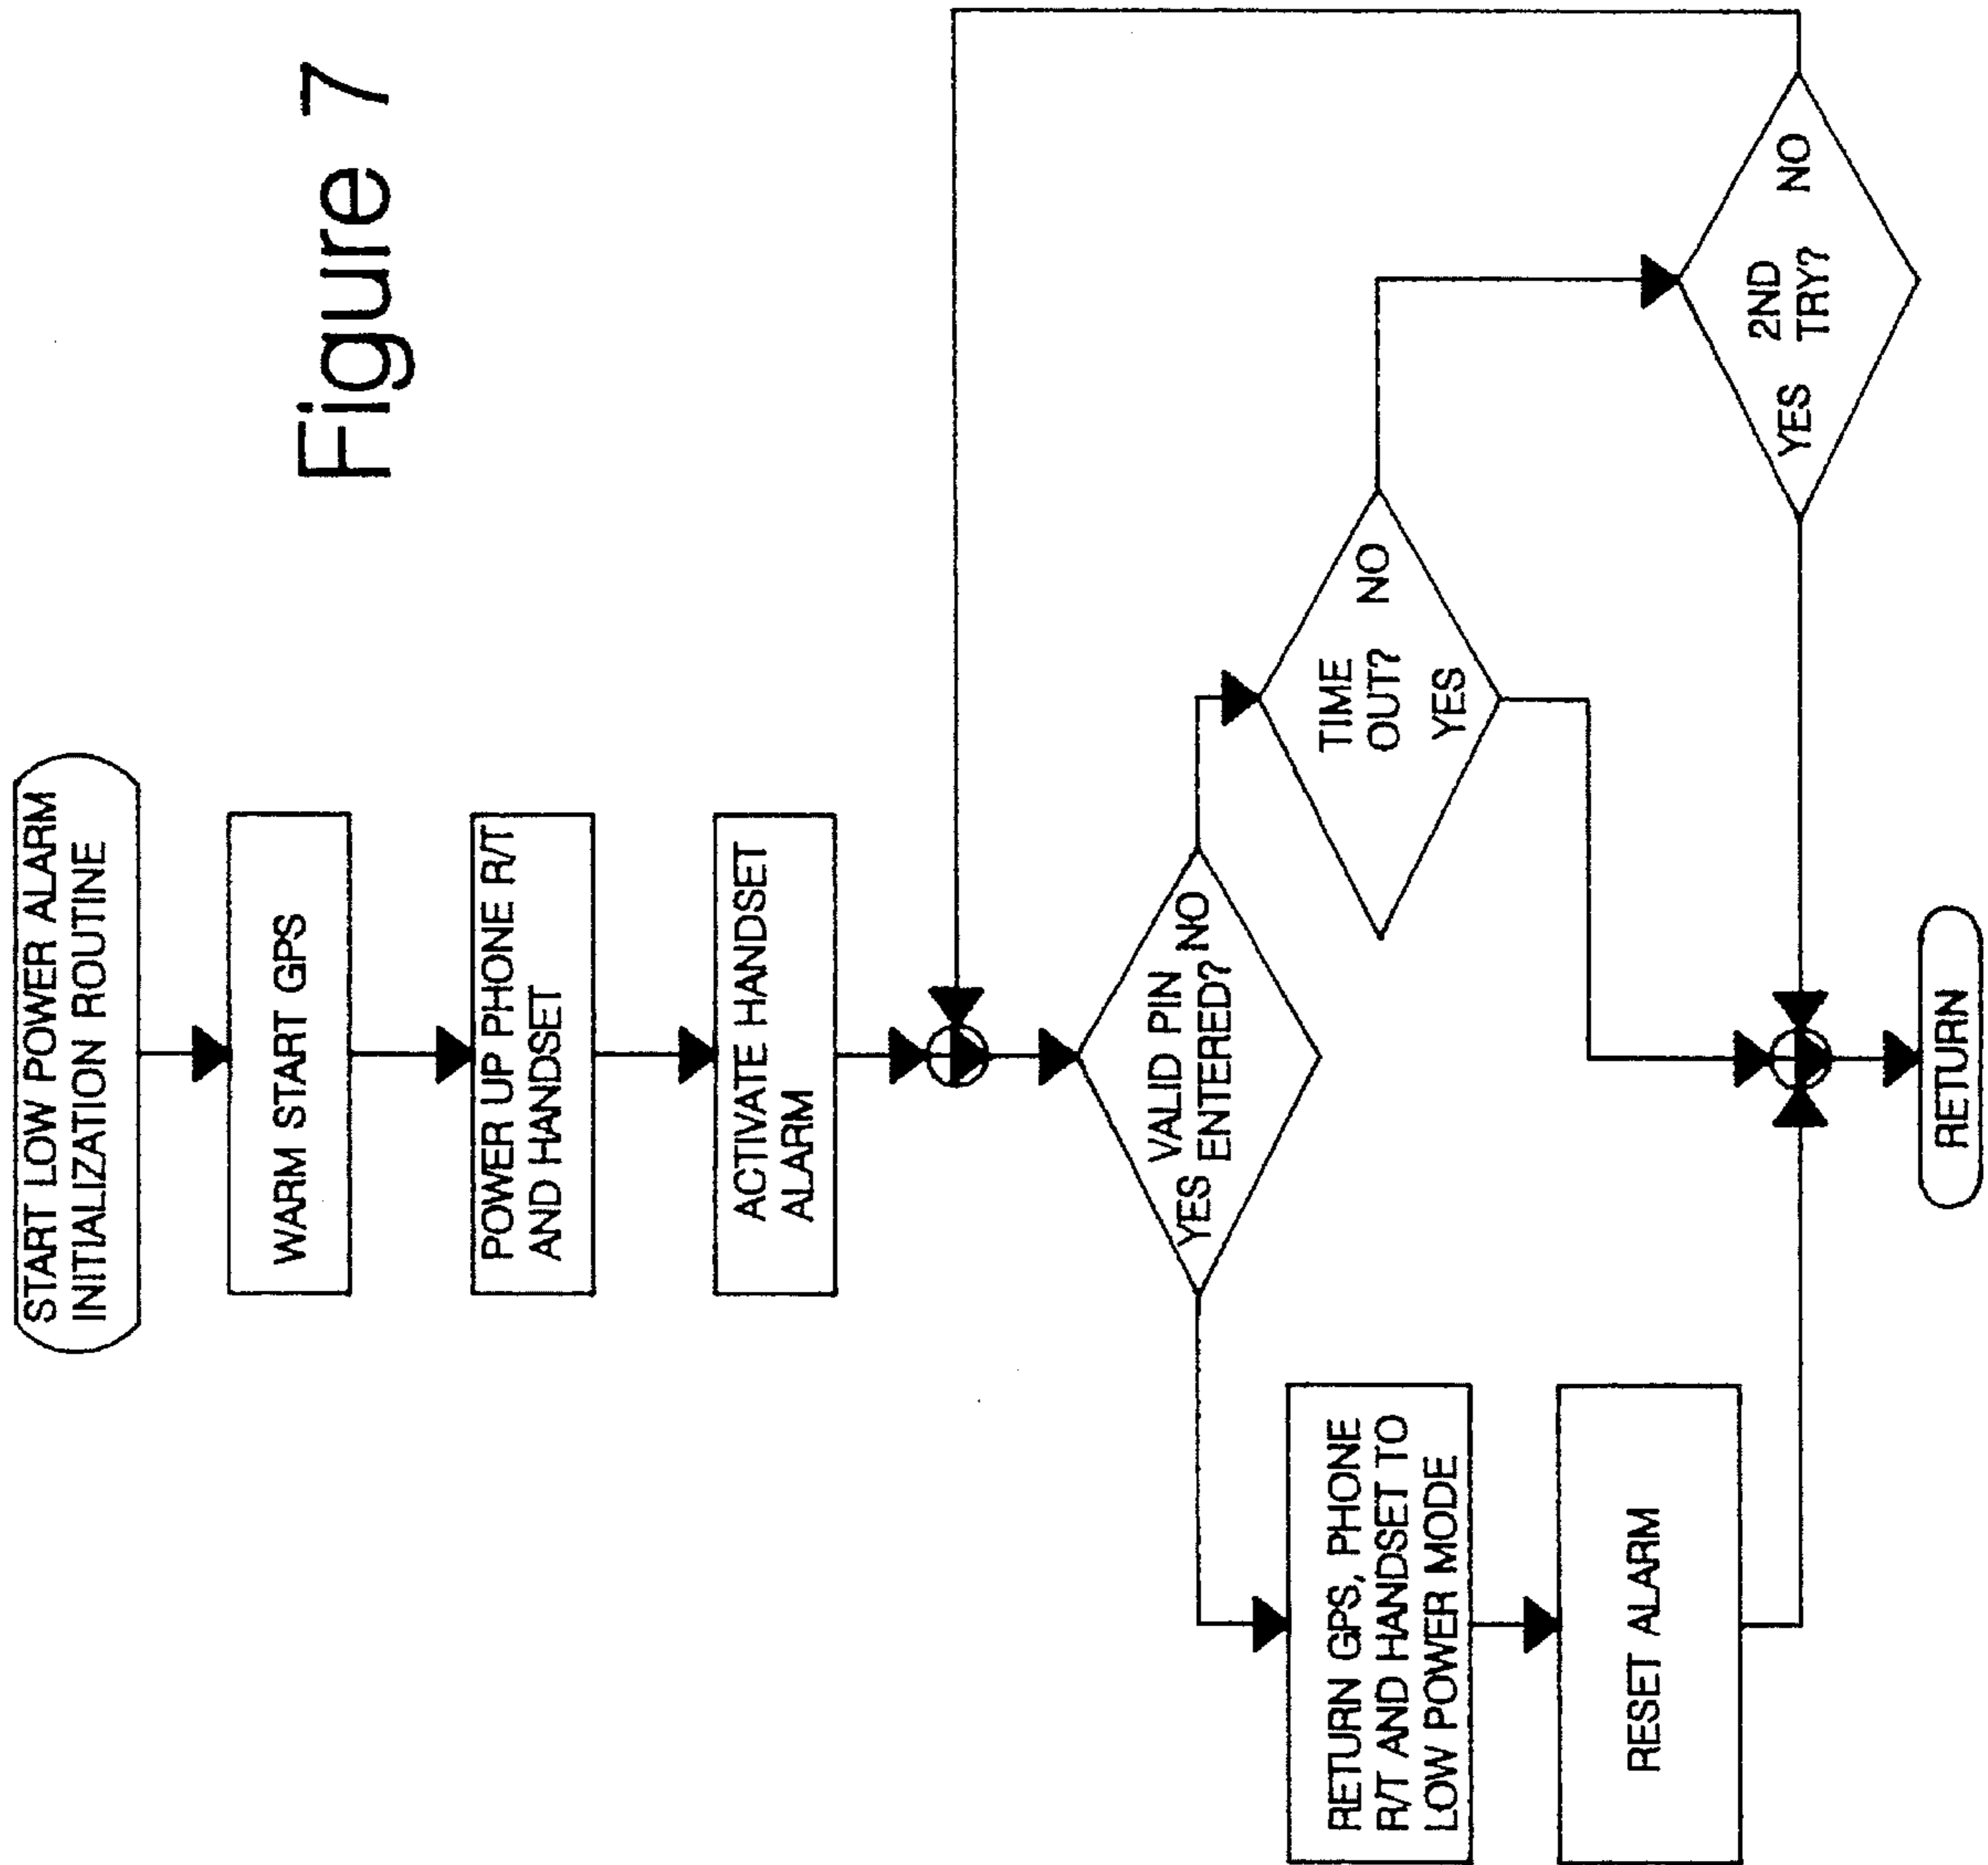 Figure 7
START LOW POWER ALARM
INITIALIZATION ROUTINE
WARM START GPS
POWER UP PHONE R/T
AND HANDSET
ACTIVATE HANDSET
ALARM
VALID PIN
YES ENTERED? NO
TIME
OUT? NO
YES
2ND
YES TRY? NO
RETURN GPS, PHONE
R/T AND HANDSET TO
LOW POWER MODE
RESET ALARM
RETURN